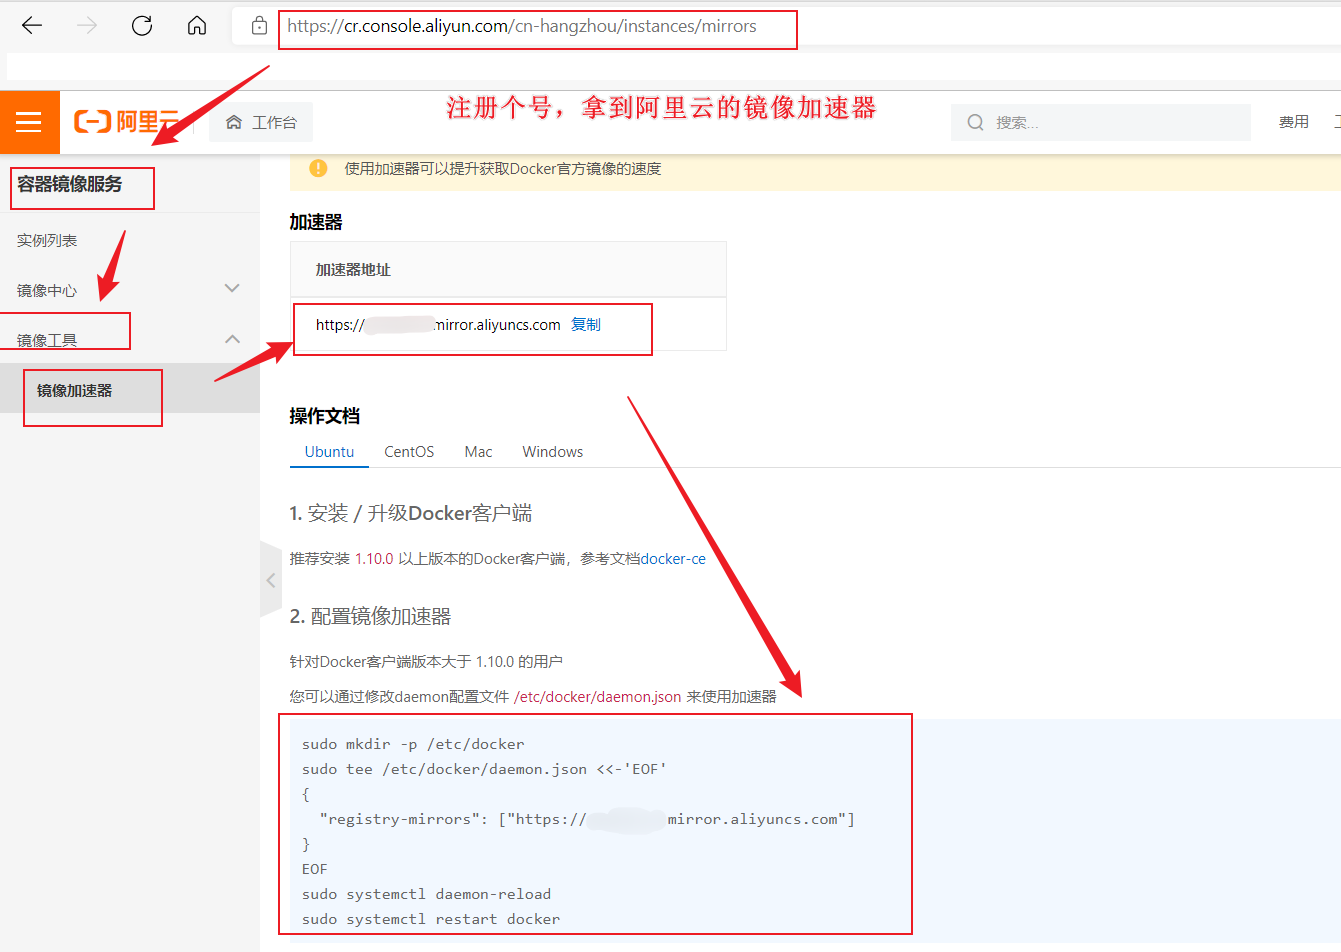 https://cr.console.aliyun.com/cn-hangzhou/instances/mirrors
注册个号，拿到阿里云的镜像加速器
阿里云
工作台
搜索...
费用
容器镜像服务
实例列表
镜像中心
镜像工具
镜像加速器
使用加速器可以提升获取Docker官方镜像的速度
加速器
加速器地址
https:// mirror.aliyuncs.com 复制
操作文档
Ubuntu CentOS Mac Windows
1. 安装 / 升级Docker客户端
推荐安装 1.10.0 以上版本的Docker客户端，参考文档docker-ce
2. 配置镜像加速器
针对Docker客户端版本大于 1.10.0 的用户
您可以通过修改daemon配置文件 /etc/docker/daemon.json 来使用加速器
sudo mkdir -p /etc/docker
sudo tee /etc/docker/daemon.json <<-'EOF'
{
"registry-mirrors": ["https:// mirror.aliyuncs.com"]
}
EOF
sudo systemctl daemon-reload
sudo systemctl restart docker